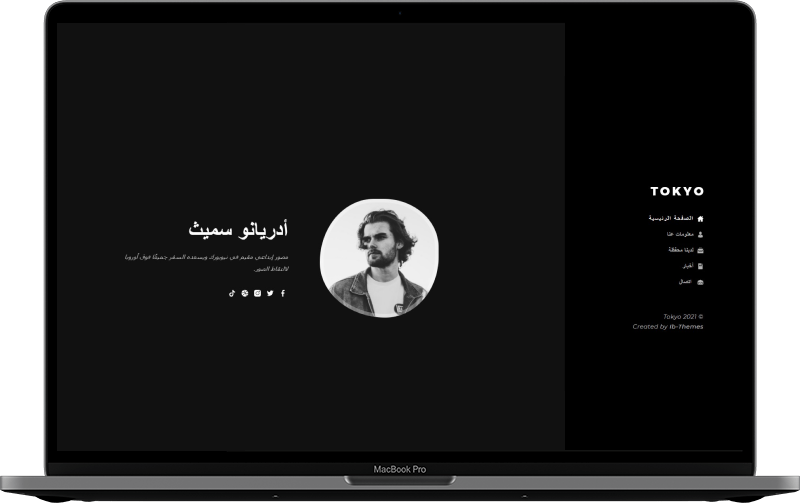 TOKYO
الصفحة الرئيسية
معلومات عنا
لدينا محفظة
أخبار
اتصال
Tokyo 2021 ©
Created by Ib-Themes
أدريانو سميث
مصور إبداعي مقيم في نيويورك ويسعده السفر جميعًا فوق أوروبا
لالتقاط الصور.
MacBook Pro